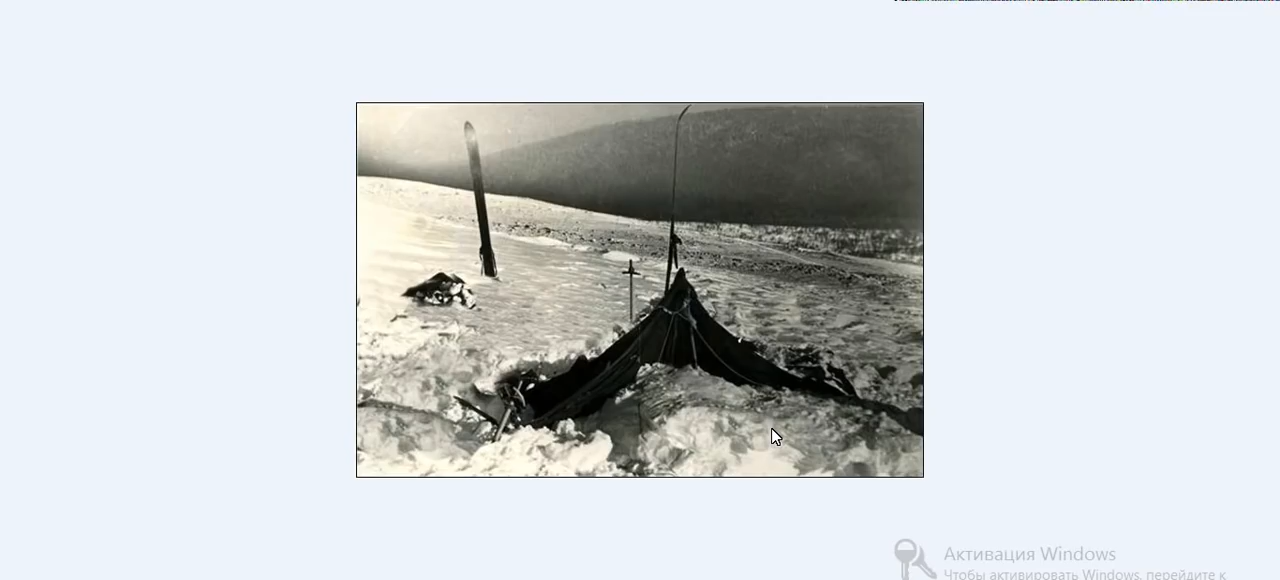 Активация Windows
Чтобы активировать Windows, перейдите к